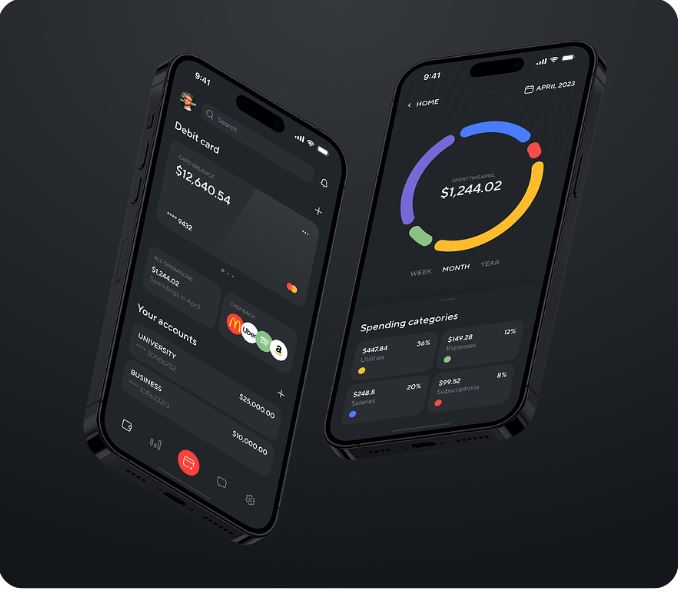 9:41
Search
Debit card
CARD BALANCE
$12,640.54
•••• 9432
ALL OPERATIONS
$1,244.02
Spendings in April
CASHBACK
Uber
a
Your accounts
UNIVERSITY
$25,000.00
BUSINESS
$10,000.00
9:41
HOME
APRIL 2023
SPENT THIS APRIL
$1,244.02
WEEK MONTH YEAR
Spending categories
$447.84 36%
Utilities
$149.28 12%
Expenses
$248.8 20%
Salaries
$99.52 8%
Subscriptions